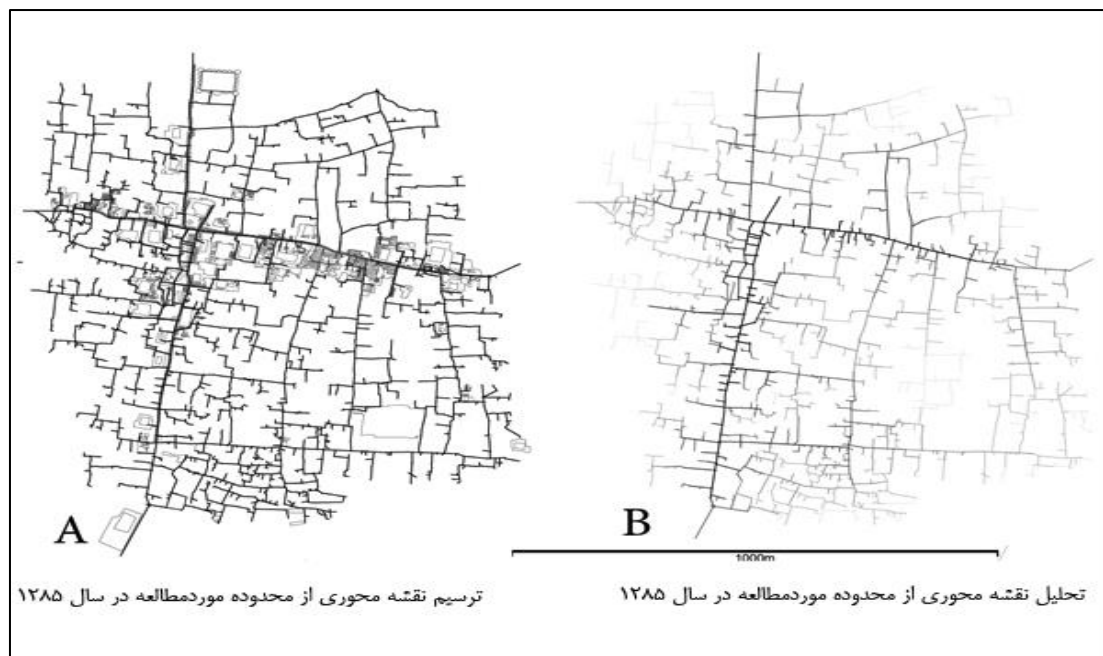 A
B
1000m
ترسیم نقشه محوری از محدوده موردمطالعه در سال ۱۲۸۵
تحلیل نقشه محوری از محدوده موردمطالعه در سال ۱۲۸۵